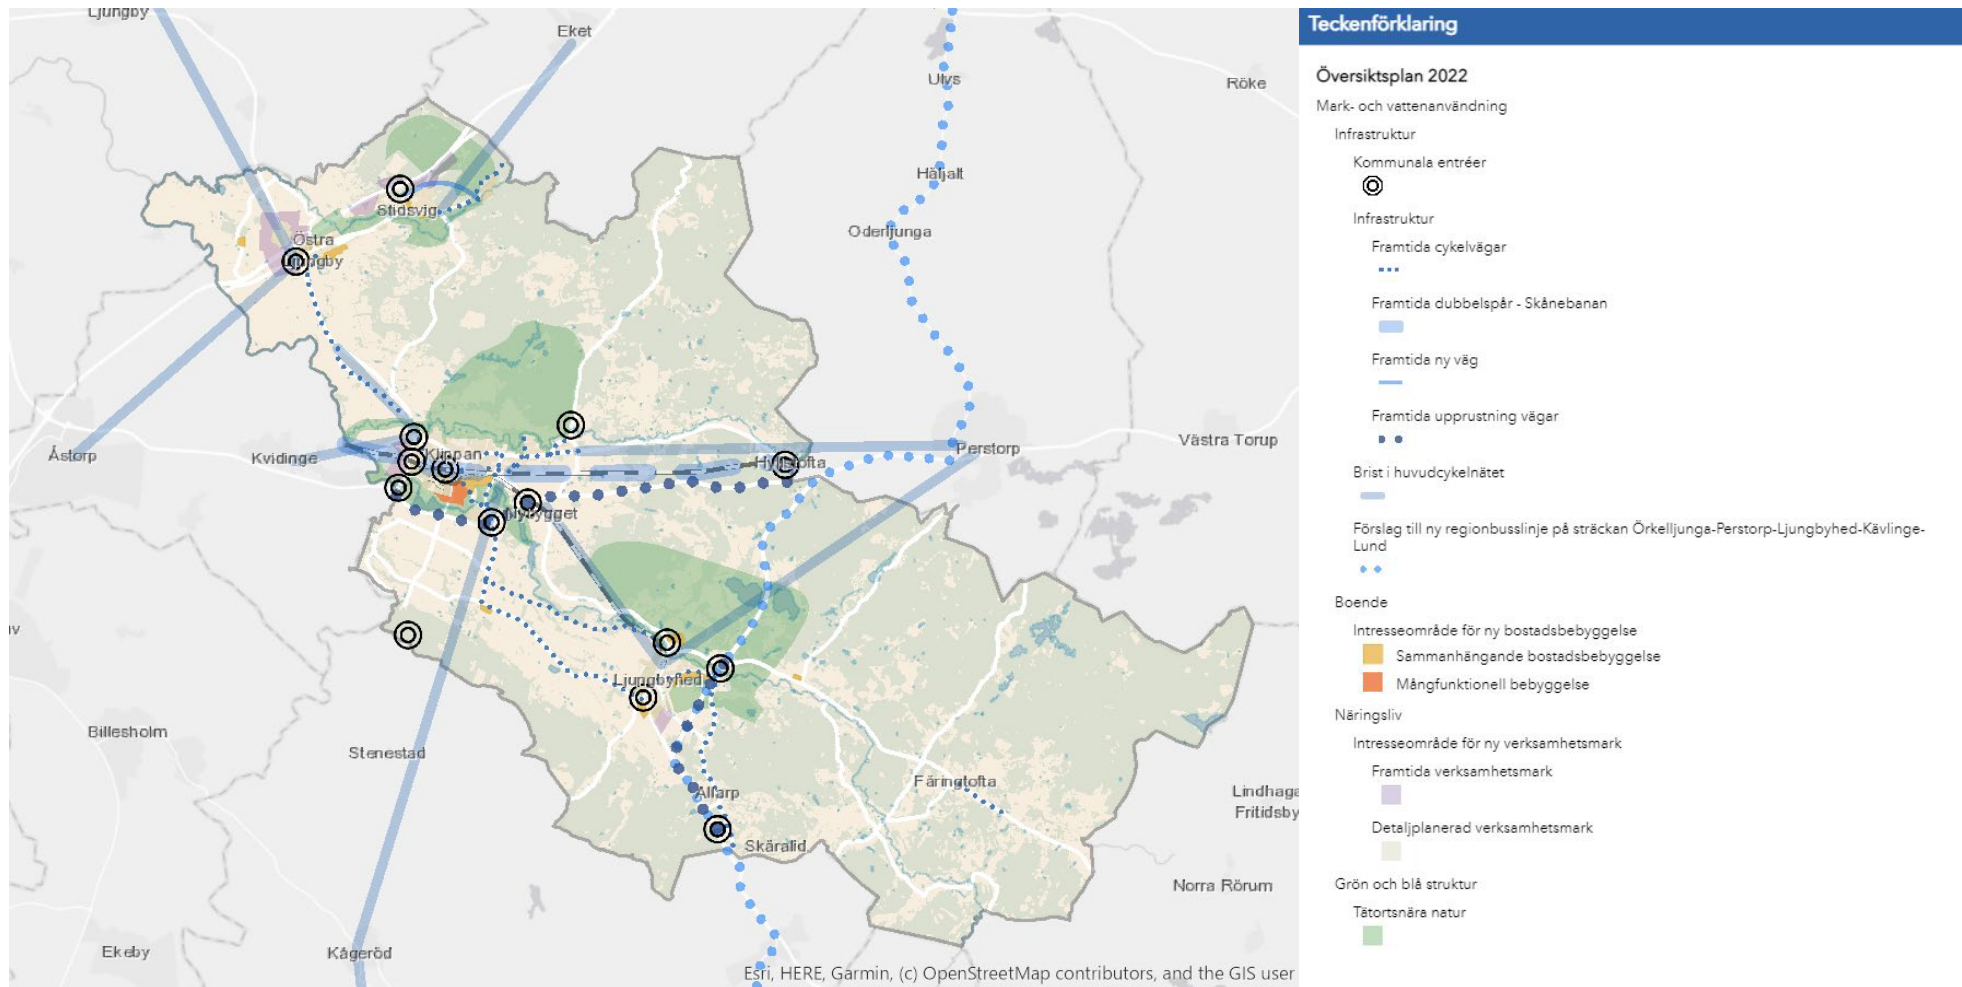 Ljungby
Eket
Ulvs
Röke
Häljalt
Stidsvig
Oderljunga
Östra
Ljungby
Åstorp
Kvidinge
Klippan
Hyllstofta
Perstorp
Västra Torup
Nybygget
Ljungbyhed
Billesholm
Stenestad
Färingtofta
Allarp
Lindhaga
Fritidsby
Skäralid
Norra Rörum
Ekeby
Kågeröd
Esri, HERE, Garmin, (c) OpenStreetMap contributors, and the GIS user
Teckenförklaring
Översiktsplan 2022
Mark- och vattenanvändning
Infrastruktur
Kommunala entréer
Infrastruktur
Framtida cykelvägar
Framtida dubbelspår - Skånebanan
Framtida ny väg
Framtida upprustning vägar
Brist i huvudcykelnätet
Förslag till ny regionbusslinje på sträckan Örkelljunga-Perstorp-Ljungbyhed-Kävlinge-
Lund
Boende
Intresseområde för ny bostadsbebyggelse
Sammanhängande bostadsbebyggelse
Mångfunktionell bebyggelse
Näringsliv
Intresseområde för ny verksamhetsmark
Framtida verksamhetsmark
Detaljplanerad verksamhetsmark
Grön och blå struktur
Tätortsnära natur